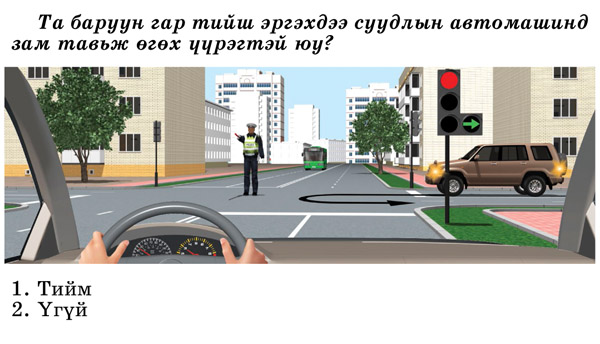 Та баруун гар тийш эргэхдээ суудлын автомашинд
зам тавьж өгөх үүрэгтэй юу?
1. Тийм
2. Үгүй